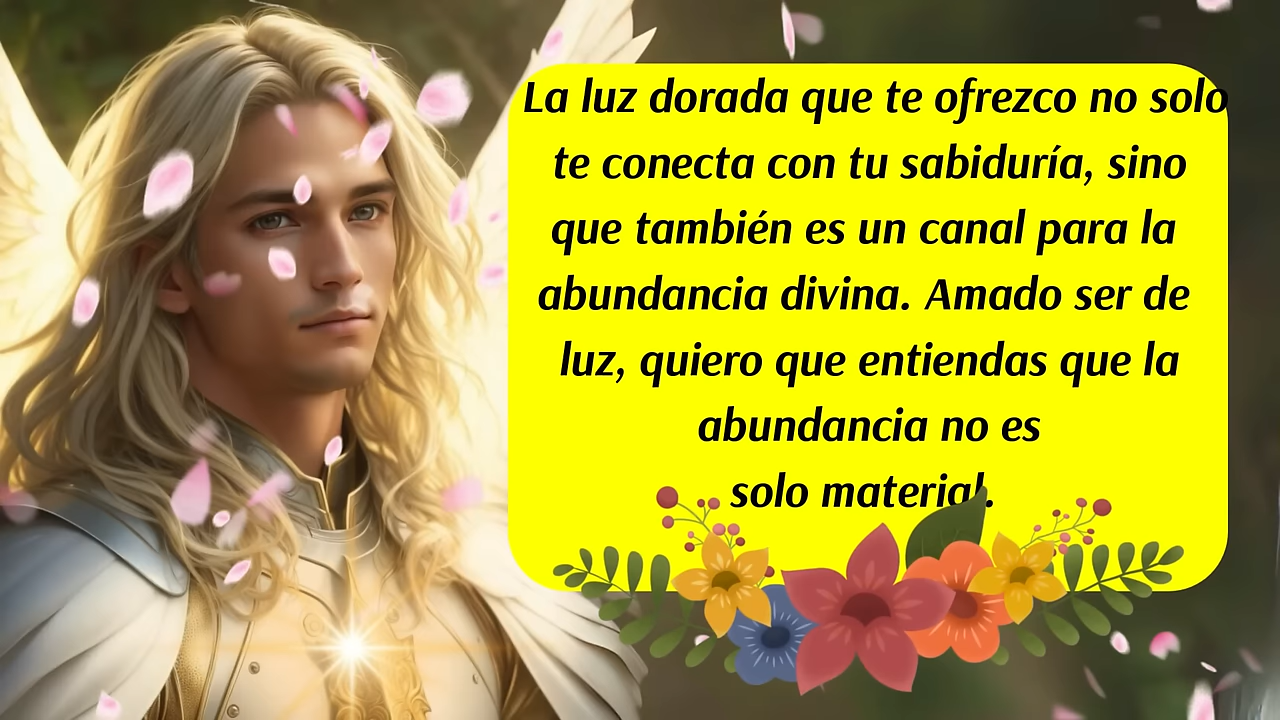 La luz dorada que te ofrezco no solo
te conecta con tu sabiduría, sino
que también es un canal para la
abundancia divina. Amado ser de
luz, quiero que entiendas que la
abundancia no es
solo material.